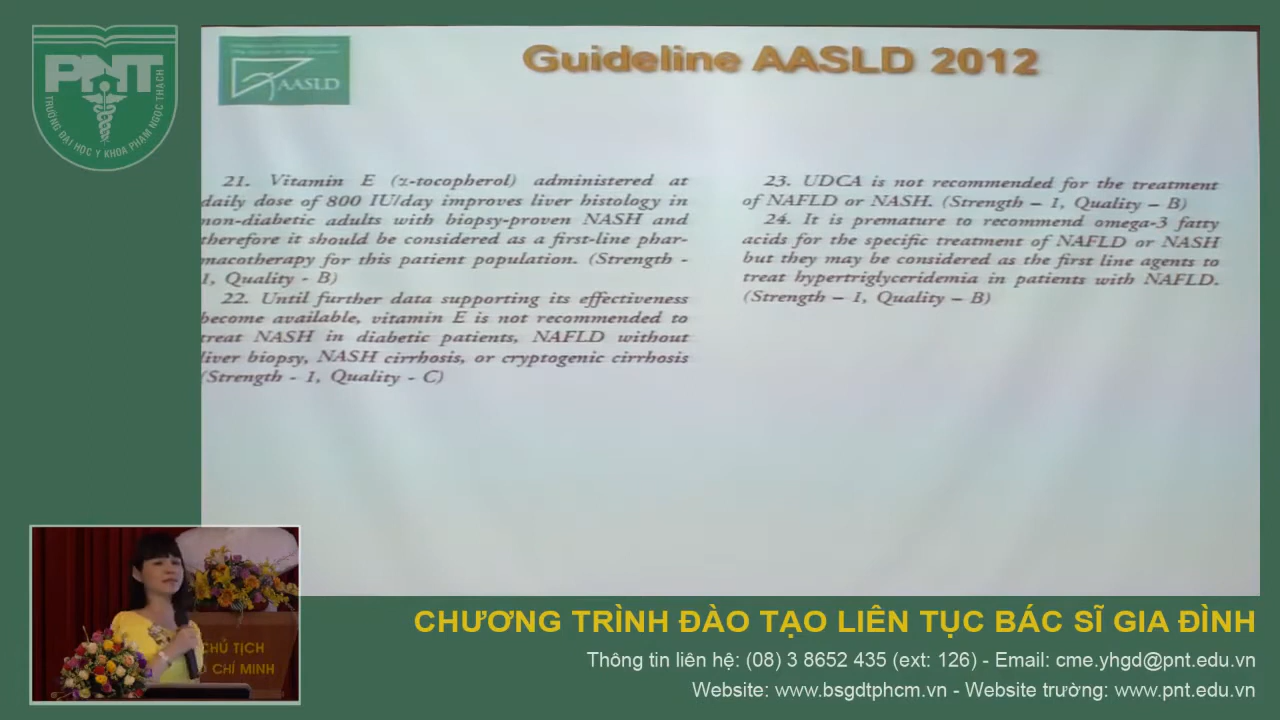 PNT
TRƯỜNG ĐẠI HỌC Y KHOA PHẠM NGỌC THẠCH
AASLD
Guideline AASLD 2012
21. Vitamin E (α-tocopherol) administered at
daily dose of 800 IU/day improves liver histology in
non-diabetic adults with biopsy-proven NASH and
therefore it should be considered as a first-line phar-
macotherapy for this patient population. (Strength -
1, Quality - B)
22. Until further data supporting its effectiveness
become available, vitamin E is not recommended to
treat NASH in diabetic patients, NAFLD without
liver biopsy, NASH cirrhosis, or cryptogenic cirrhosis
(Strength - 1, Quality - C)
23. UDCA is not recommended for the treatment
of NAFLD or NASH. (Strength – 1, Quality – B)
24. It is premature to recommend omega-3 fatty
acids for the specific treatment of NAFLD or NASH
but they may be considered as the first line agents to
treat hypertriglyceridemia in patients with NAFLD.
(Strength – 1, Quality – B)
CHỦ TỊCH
CHÍ MINH
CHƯƠNG TRÌNH ĐÀO TẠO LIÊN TỤC BÁC SĨ GIA ĐÌNH
Thông tin liên hệ: (08) 3 8652 435 (ext: 126) - Email: cme.yhgd@pnt.edu.vn
Website: www.bsgdtphcm.vn - Website trường: www.pnt.edu.vn